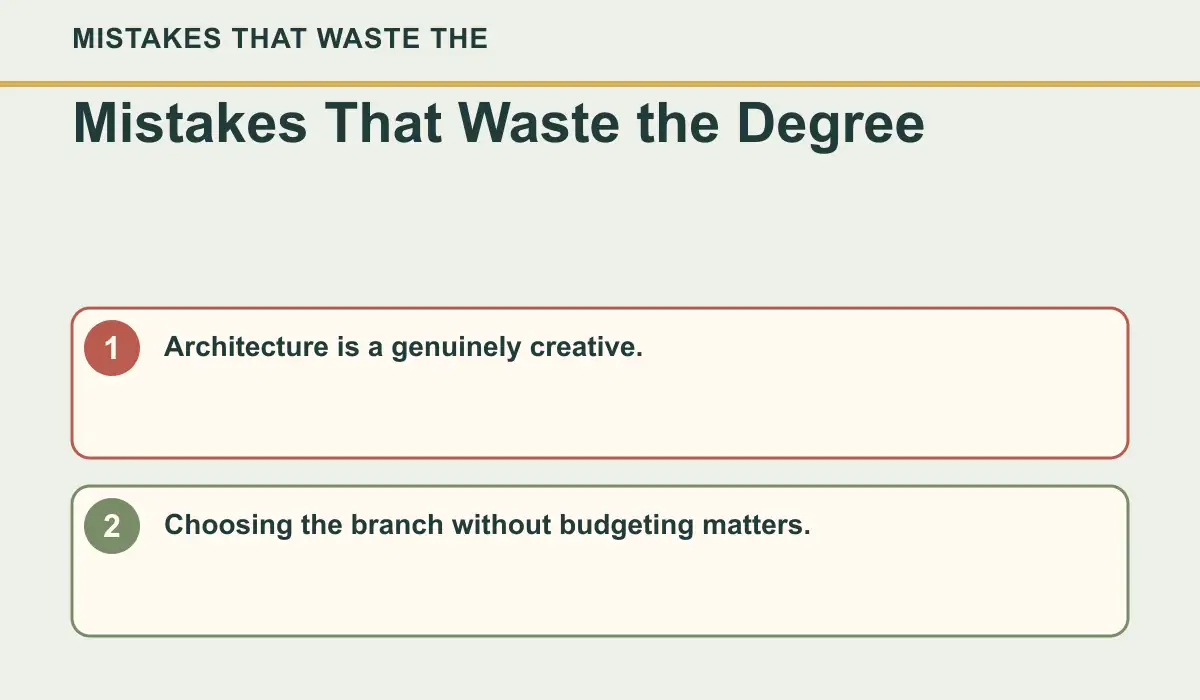 MISTAKES THAT WASTE THE
Mistakes That Waste the Degree
1
Architecture is a genuinely creative.
2
Choosing the branch without budgeting matters.